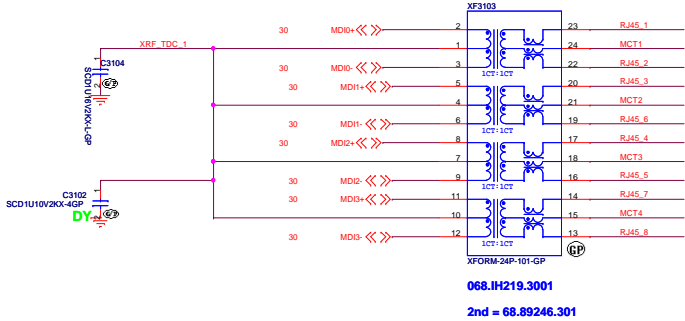 XF3103
30 MDI0+ 2 23 RJ45_1
XRF_TDC_1 1 24 MCT1
30 MDI0- 3 22 RJ45_2
1CT:1CT
C3104
1
2
SCD1U16V2KX-L-GP
30 MDI1+ 5 20 RJ45_3
4 21 MCT2
30 MDI1- 6 19 RJ45_6
1CT:1CT
30 MDI2+ 8 17 RJ45_4
7 18 MCT3
30 MDI2- 9 16 RJ45_5
1CT:1CT
C3102
1
SCD1U10V2KX-4GP
DY
30 MDI3+ 11 14 RJ45_7
10 15 MCT4
30 MDI3- 12 13 RJ45_8
1CT:1CT
GP
XFORM-24P-101-GP
068.IH219.3001
2nd = 68.89246.301